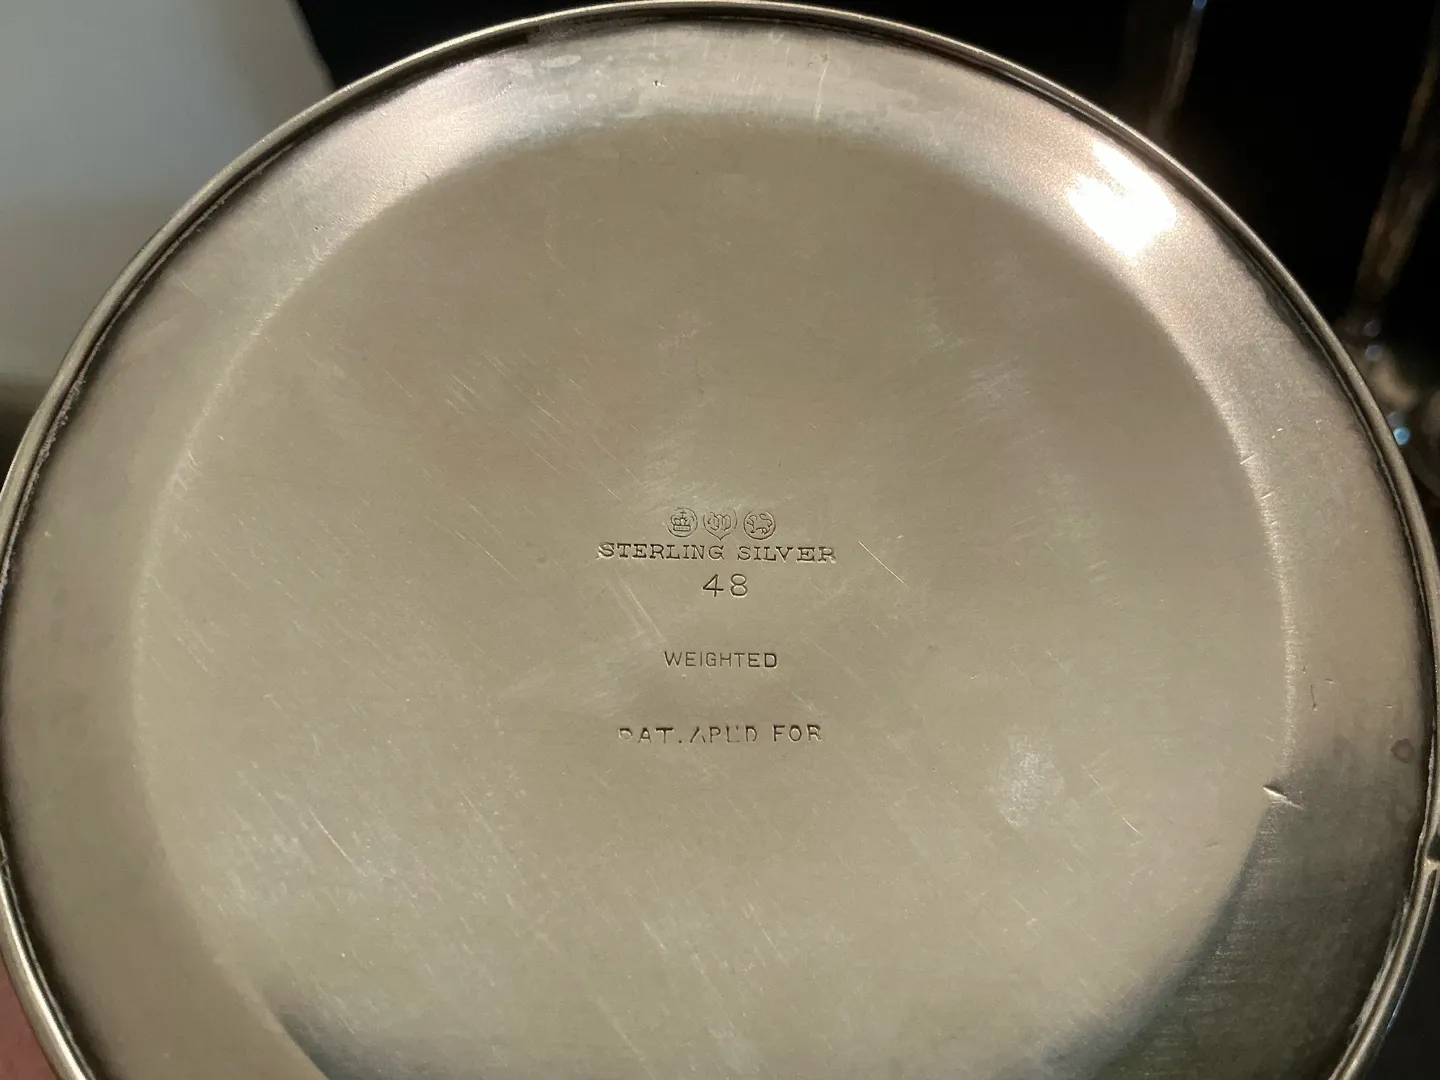 STERLING SILVER
48
WEIGHTED
PAT. APL'D FOR